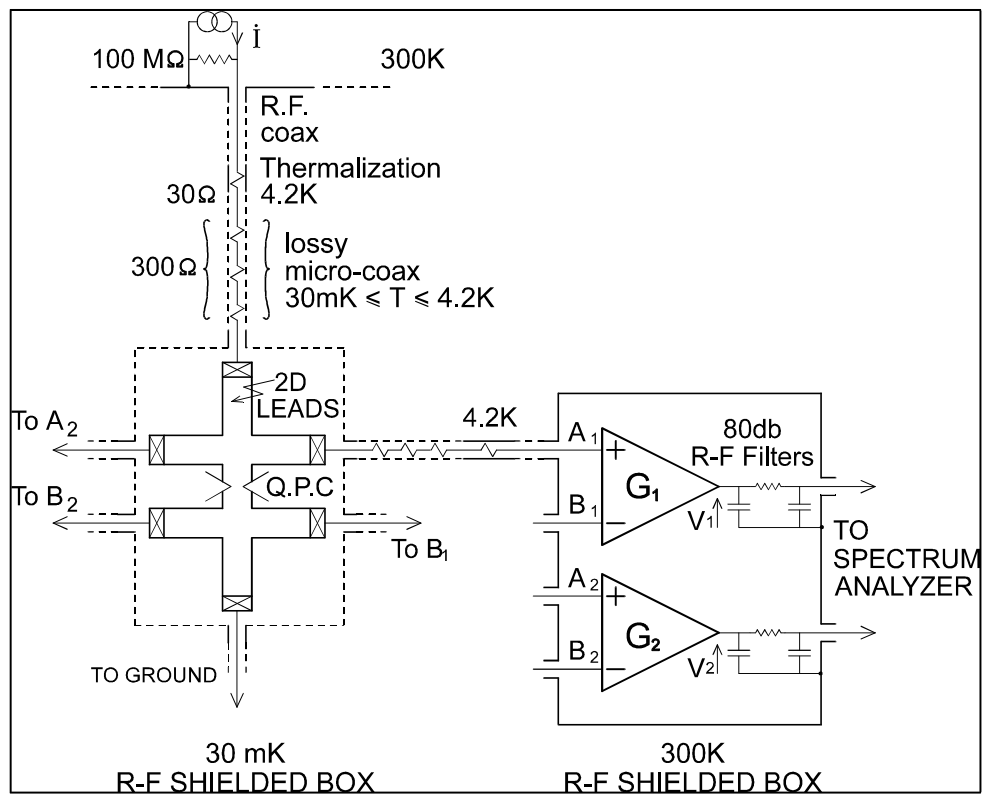 i
100 MΩ
300K
R.F.
coax
Thermalization
30Ω
4.2K
300Ω
lossy
micro-coax
30mK ⩽ T ⩽ 4.2K
2D
LEADS
To A2
4.2K
A1
80db
R-F Filters
+
G1
Q.P.C
To B2
B1
V1
−
To B1
TO
SPECTRUM
ANALYZER
A2
+
G2
B2
V2
−
TO GROUND
30 mK
R-F SHIELDED BOX
300K
R-F SHIELDED BOX